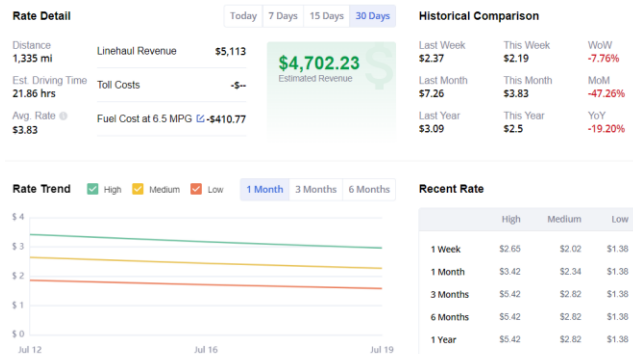 Rate Detail
Today 7 Days 15 Days 30 Days
Distance
1,335 mi
Est. Driving Time
21.86 hrs
Avg. Rate
$3.83
Linehaul Revenue $5,113
Toll Costs -$--
Fuel Cost at 6.5 MPG -$410.77
$4,702.23
Estimated Revenue
$
Historical Comparison
Last Week This Week WoW
$2.37 $2.19 -7.76%
Last Month This Month MoM
$7.26 $3.83 -47.26%
Last Year This Year YoY
$3.09 $2.5 -19.20%
Rate Trend High Medium Low 1 Month 3 Months 6 Months
$ 4
$ 3
$ 2
$ 1
$ 0
Jul 12 Jul 16 Jul 19
Recent Rate
High Medium Low
1 Week $2.65 $2.02 $1.38
1 Month $3.42 $2.34 $1.38
3 Months $5.42 $2.82 $1.38
6 Months $5.42 $2.82 $1.38
1 Year $5.42 $2.82 $1.38